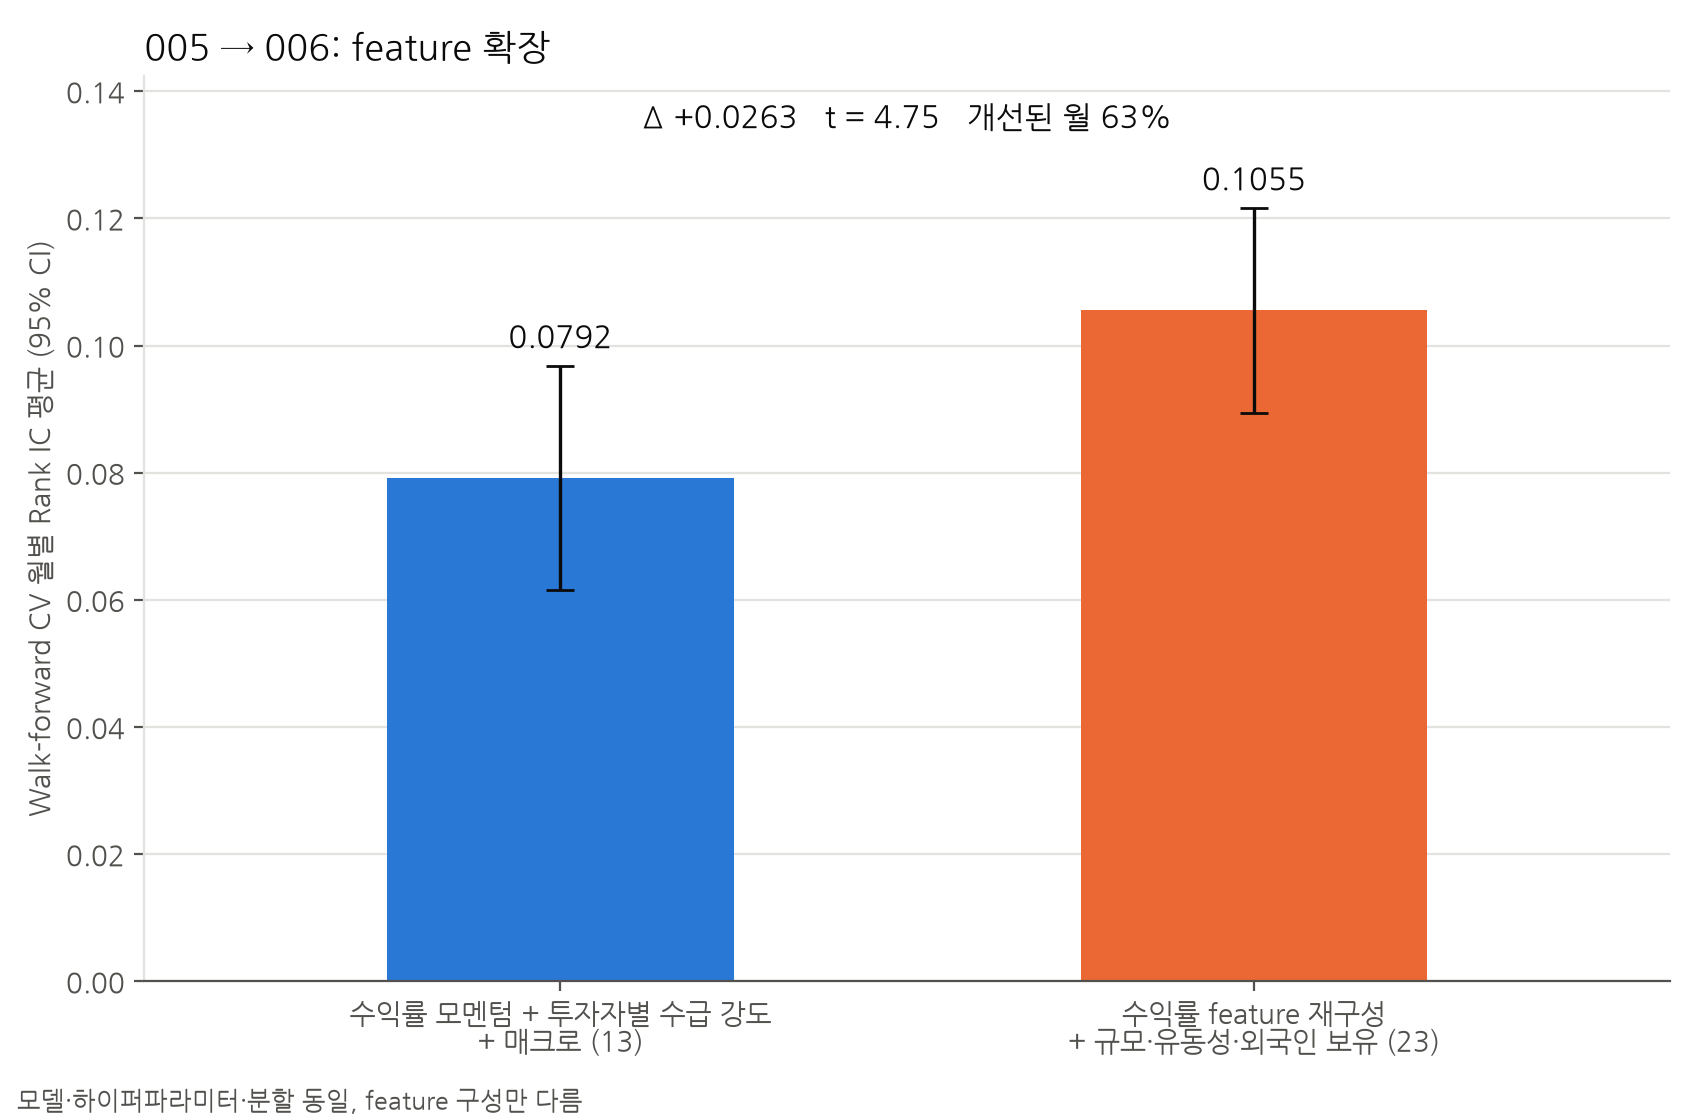 005 → 006: feature 확장
Δ +0.0263 t = 4.75 개선된 월 63%
Walk-forward CV 월별 Rank IC 평균 (95% CI)
0.14
0.12
0.10
0.08
0.06
0.04
0.02
0.00
0.0792
0.1055
수익률 모멘텀 + 투자자별 수급 강도
+ 매크로 (13)
수익률 feature 재구성
+ 규모·유동성·외국인 보유 (23)
모델·하이퍼파라미터·분할 동일, feature 구성만 다름